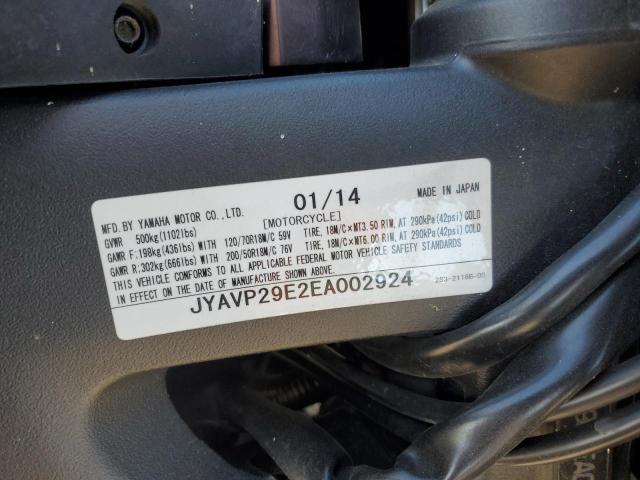 MFD.BY YAMAHA MOTOR CO.,LTD. 01/14 MADE IN JAPAN
GVWR 500kg(1102lbs) [MOTORCYCLE]
GAWR F:198kg(436lbs) WITH 120/70R18M/C 59V TIRE, 18M/C×MT3.50 RIM, AT 290kPa(42psi) COLD
GAWR R:302kg(666lbs) WITH 200/50R18M/C 76V TIRE, 18M/C×MT6.00 RIM, AT 290kPa(42psi) COLD
THIS VEHICLE CONFORMS TO ALL APPLICABLE FEDERAL MOTOR VEHICLE SAFETY STANDARDS
IN EFFECT ON THE DATE OF MANUFACTURE SHOWN ABOVE.
JYAVP29E2EA002924